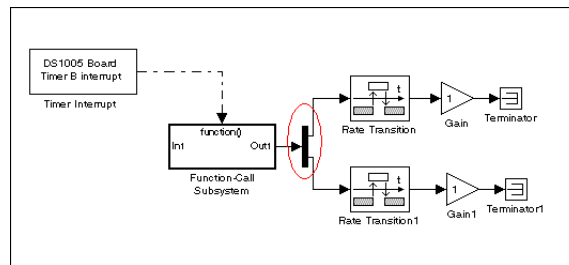 DS1005 Board
Timer B interrupt
Timer Interrupt
function()
In1
Out1
Function-Call
Subsystem
t
Rate Transition
1
Gain
Terminator
t
Rate Transition1
1
Gain1
Terminator1